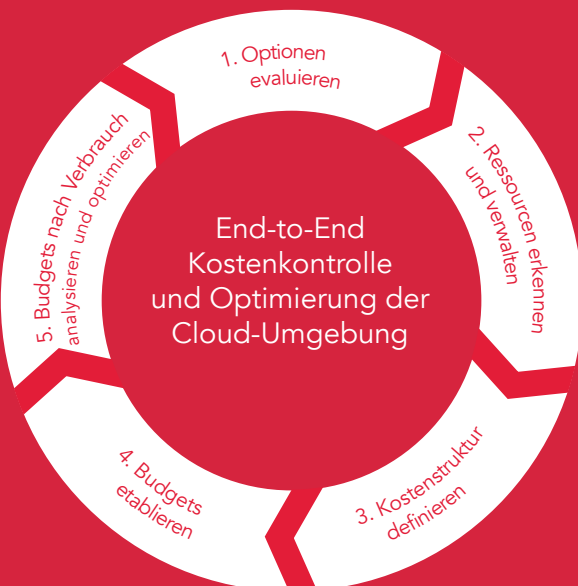 1. Optionen
evaluieren
2. Ressourcen erkennen
und verwalten
3. Kostenstruktur
definieren
4. Budgets
etablieren
5. Budgets nach Verbrauch
analysieren und optimieren
End-to-End
Kostenkontrolle
und Optimierung der
Cloud-Umgebung